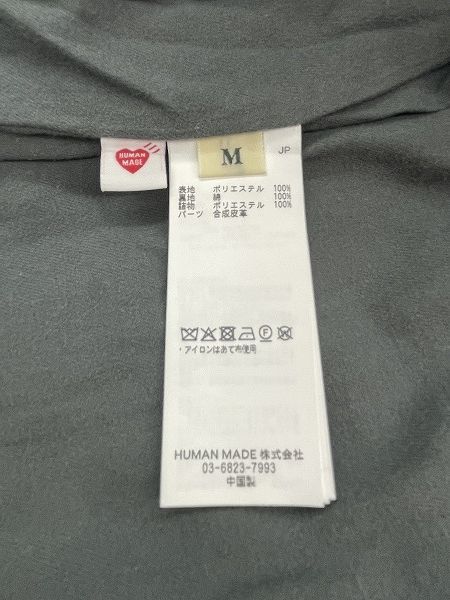 HUMAN
MADE
M
JP
表地 ポリエステル 100%
裏地 綿 100%
詰物 ポリエステル 100%
パーツ 合成皮革
・アイロンはあて布使用
HUMAN MADE 株式会社
03-6823-7993
中国製